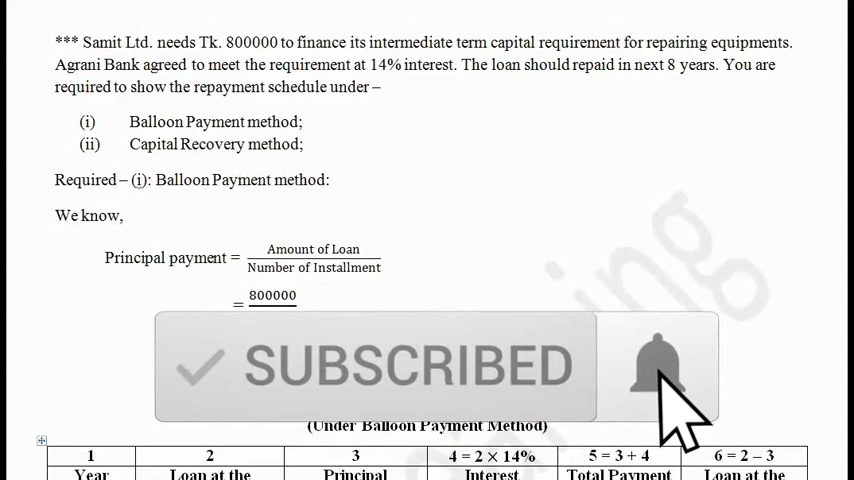 *** Samit Ltd. needs Tk. 800000 to finance its intermediate term capital requirement for repairing equipments.
Agrani Bank agreed to meet the requirement at 14% interest. The loan should repaid in next 8 years. You are
required to show the repayment schedule under –
(i) Balloon Payment method;
(ii) Capital Recovery method;
Required – (i): Balloon Payment method:
We know,
Principal payment = Amount of Loan / Number of Installment
= 800000
SUBSCRIBED
(Under Balloon Payment Method)
1 2 3 4 = 2 × 14% 5 = 3 + 4 6 = 2 – 3
Year Loan at the Principal Interest Total Payment Loan at the